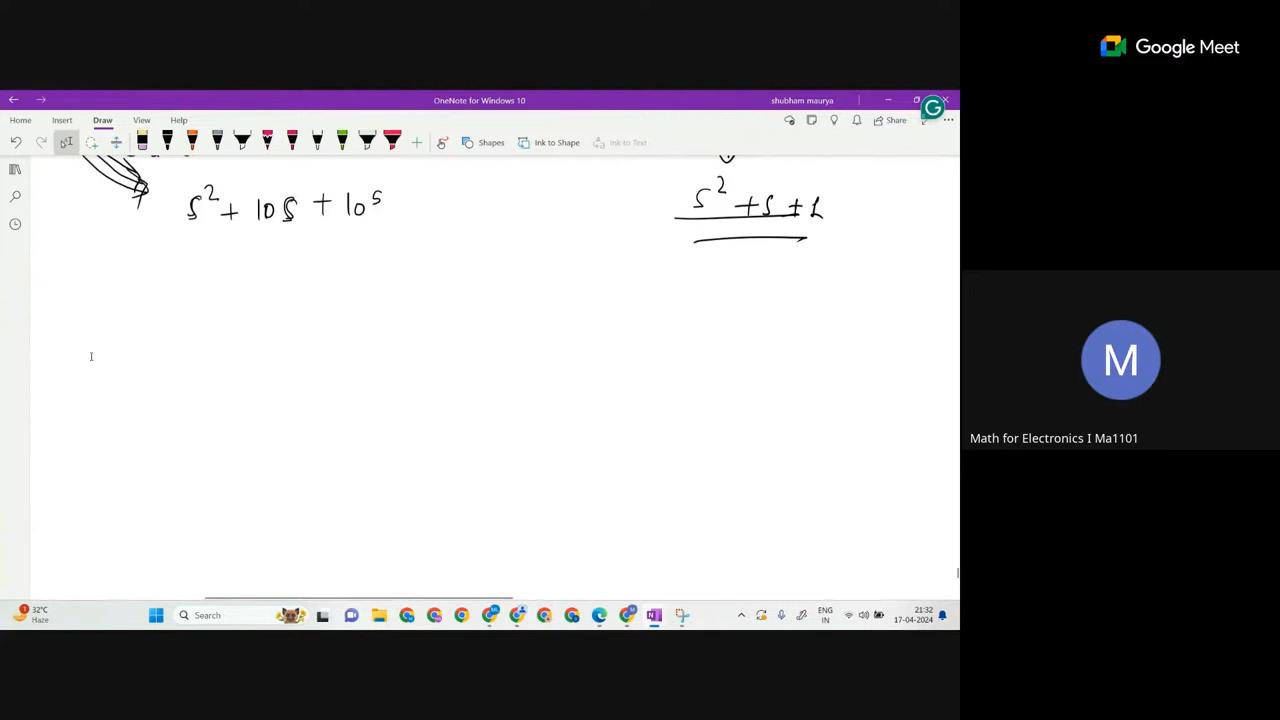 Google Meet
OneNote for Windows 10
shubham maurya
Home Insert Draw View Help
Share
Shapes
Ink to Shape
Ink to Text
s² + 10s + 10⁵
s² + s + 1
M
Math for Electronics I Ma1101
1
32°C
Haze
Search
ENG
IN
21:32
17-04-2024